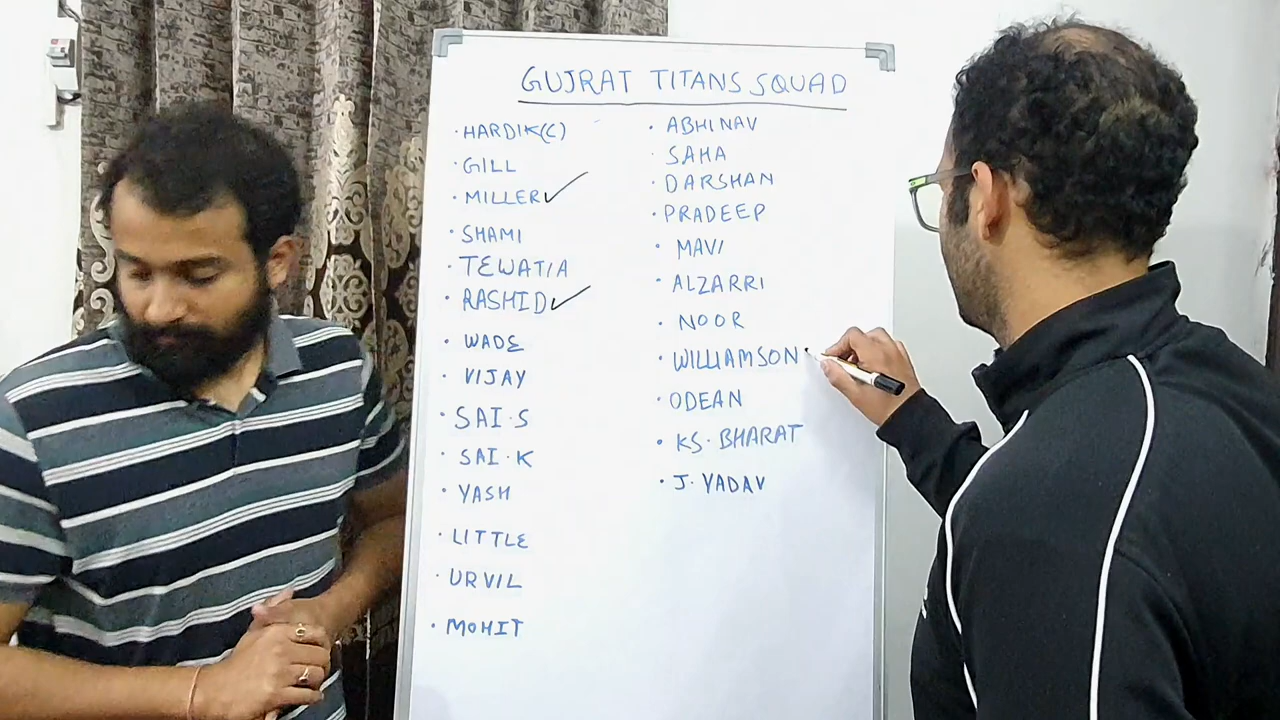 GUJRAT TITANS SQUAD
· HARDIK(C)
· GILL
· MILLER ✓
· SHAMI
· TEWATIA
· RASHID ✓
· WADE
· VIJAY
· SAI·S
· SAI·K
· YASH
· LITTLE
· URVIL
· MOHIT
· ABHINAV
· SAHA
· DARSHAN
· PRADEEP
· MAVI
· ALZARRI
· NOOR
· WILLIAMSON
· ODEAN
· KS·BHARAT
· J·YADAV